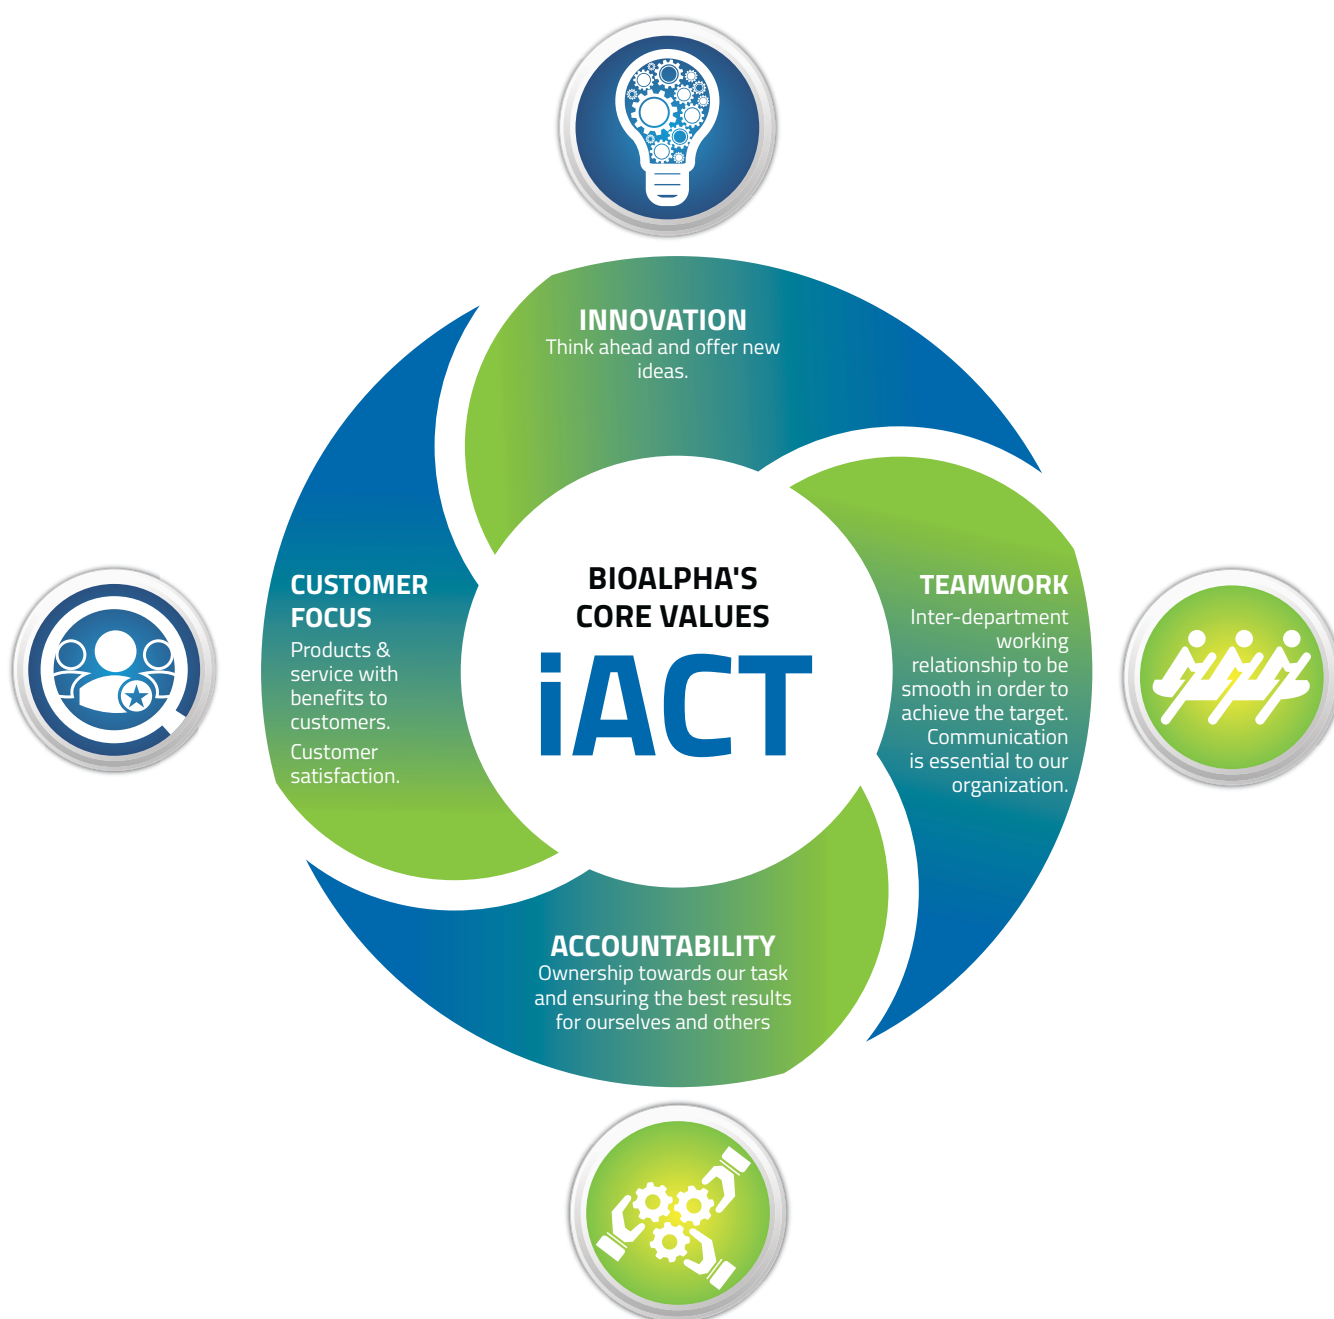 INNOVATION
Think ahead and offer new
ideas.
BIOALPHA'S
CORE VALUES
iACT
CUSTOMER
FOCUS
Products &
service with
benefits to
customers.
Customer
satisfaction.
TEAMWORK
Inter-department
working
relationship to be
smooth in order to
achieve the target.
Communication
is essential to our
organization.
ACCOUNTABILITY
Ownership towards our task
and ensuring the best results
for ourselves and others